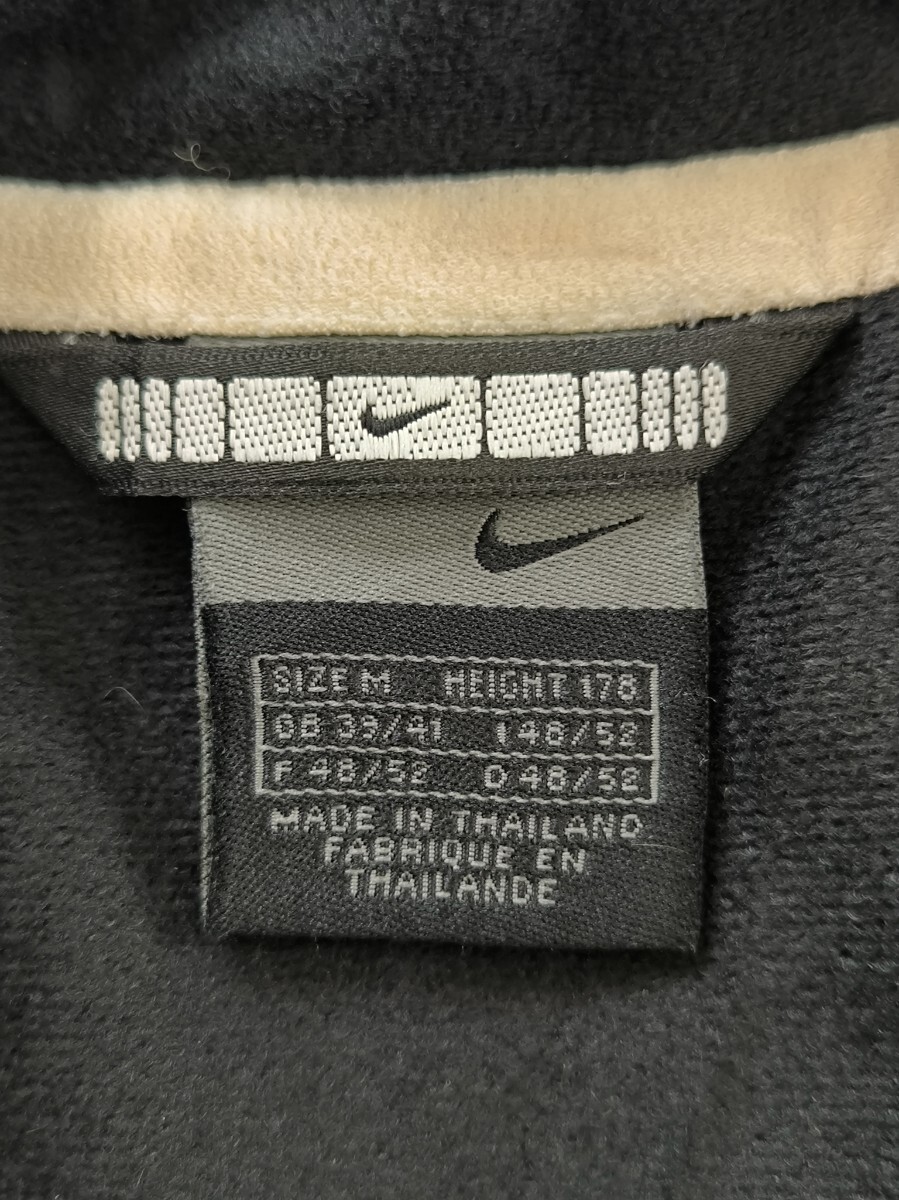 SIZE M HEIGHT 178
GB 39/41 I 48/52
F 48/52 D 48/52
MADE IN THAILAND
FABRIQUE EN
THAILANDE